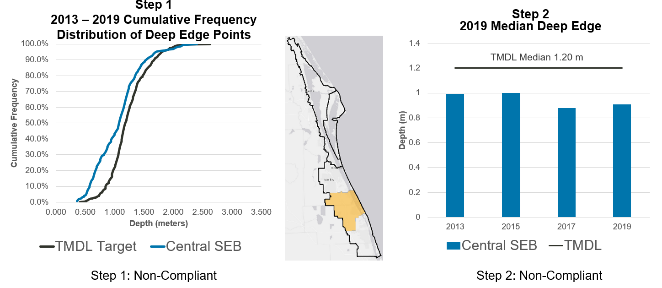 Step 1
2013 – 2019 Cumulative Frequency
Distribution of Deep Edge Points
Cumulative Frequency
100.0%
90.0%
80.0%
70.0%
60.0%
50.0%
40.0%
30.0%
20.0%
10.0%
0.0%
0.000 0.500 1.000 1.500 2.000 2.500 3.000 3.500
Depth (meters)
TMDL Target Central SEB
Step 1: Non-Compliant
Step 2
2019 Median Deep Edge
Depth (m)
1.4
1.2
1
0.8
0.6
0.4
0.2
0
TMDL Median 1.20 m
2013 2015 2017 2019
Central SEB TMDL
Step 2: Non-Compliant